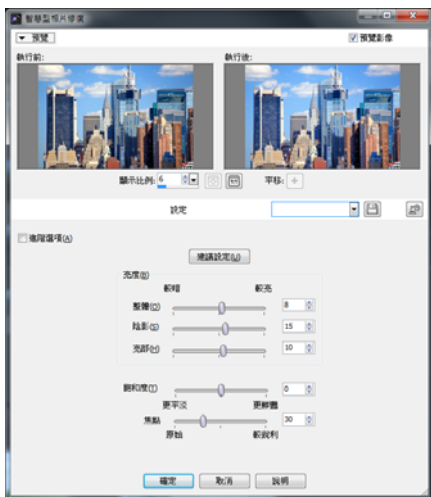 智慧型相片修復
預覽
預覽影像
執行前:
執行後:
顯示比例: 6
平移:
設定
進階選項(A)
建議設定(U)
亮度(B)
較暗 較亮
整體(O) 8
陰影(S) 15
亮部(H) 10
飽和度(T) 0
更平淡 更鮮豔
焦點 30
原始 較銳利
確定 取消 說明